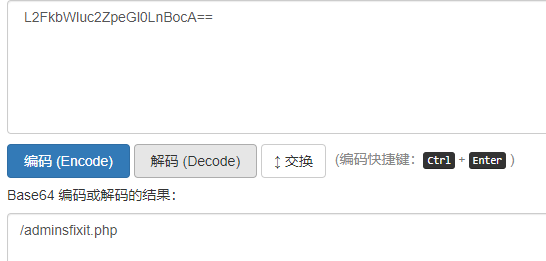 L2FkbWluc2ZpeGl0LnBocA==
编码 (Encode)
解码 (Decode)
↕交换
(编码快捷键：Ctrl + Enter )
Base64 编码或解码的结果：
/adminsfixit.php